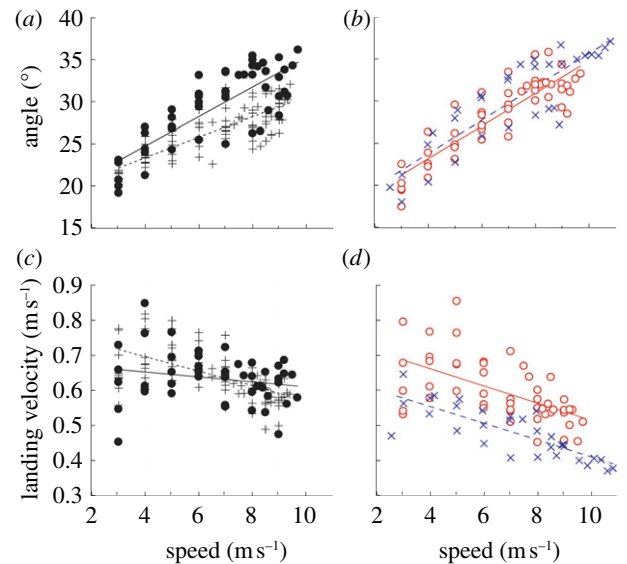 (a) (b)
40
35
30
25
20
15
angle (°)
(c) (d)
0.9
0.8
0.7
0.6
0.5
0.4
0.3
landing velocity (m s⁻¹)
2 4 6 8 10 2 4 6 8 10
speed (m s⁻¹) speed (m s⁻¹)